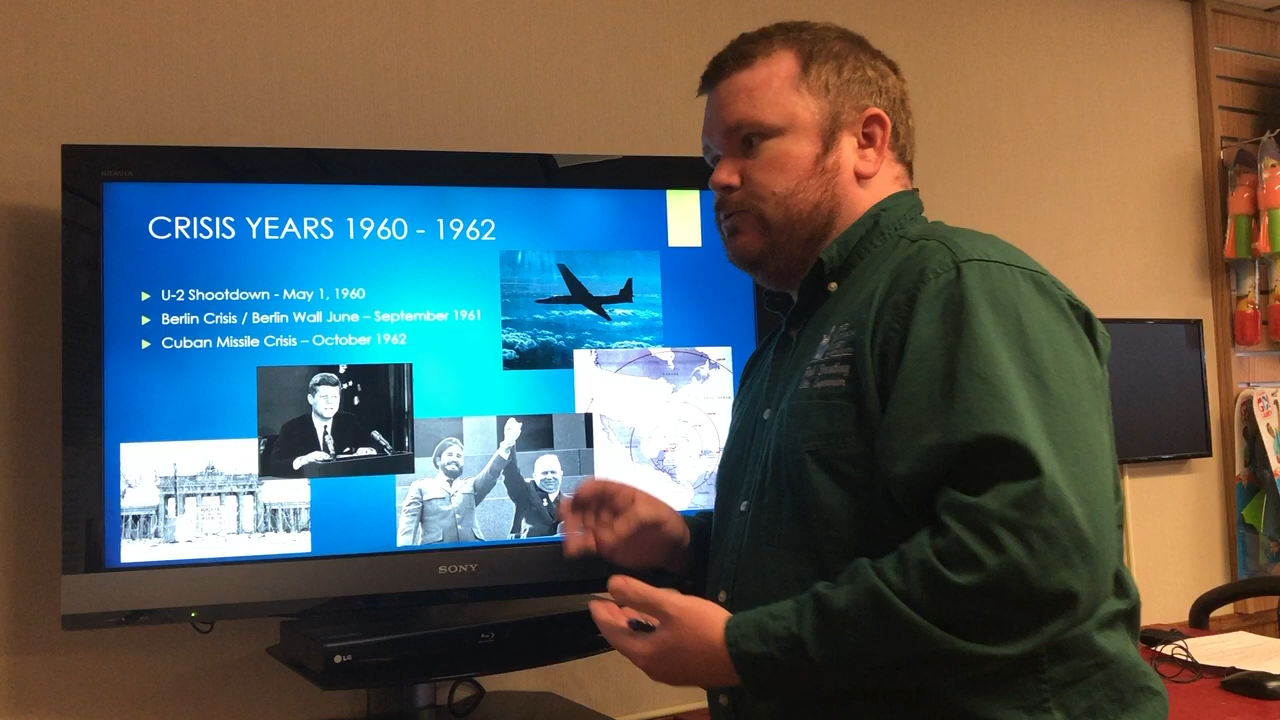 BRAVIA
CRISIS YEARS 1960 - 1962
U-2 Shootdown - May 1, 1960
Berlin Crisis / Berlin Wall June – September 1961
Cuban Missile Crisis – October 1962
SONY
LG